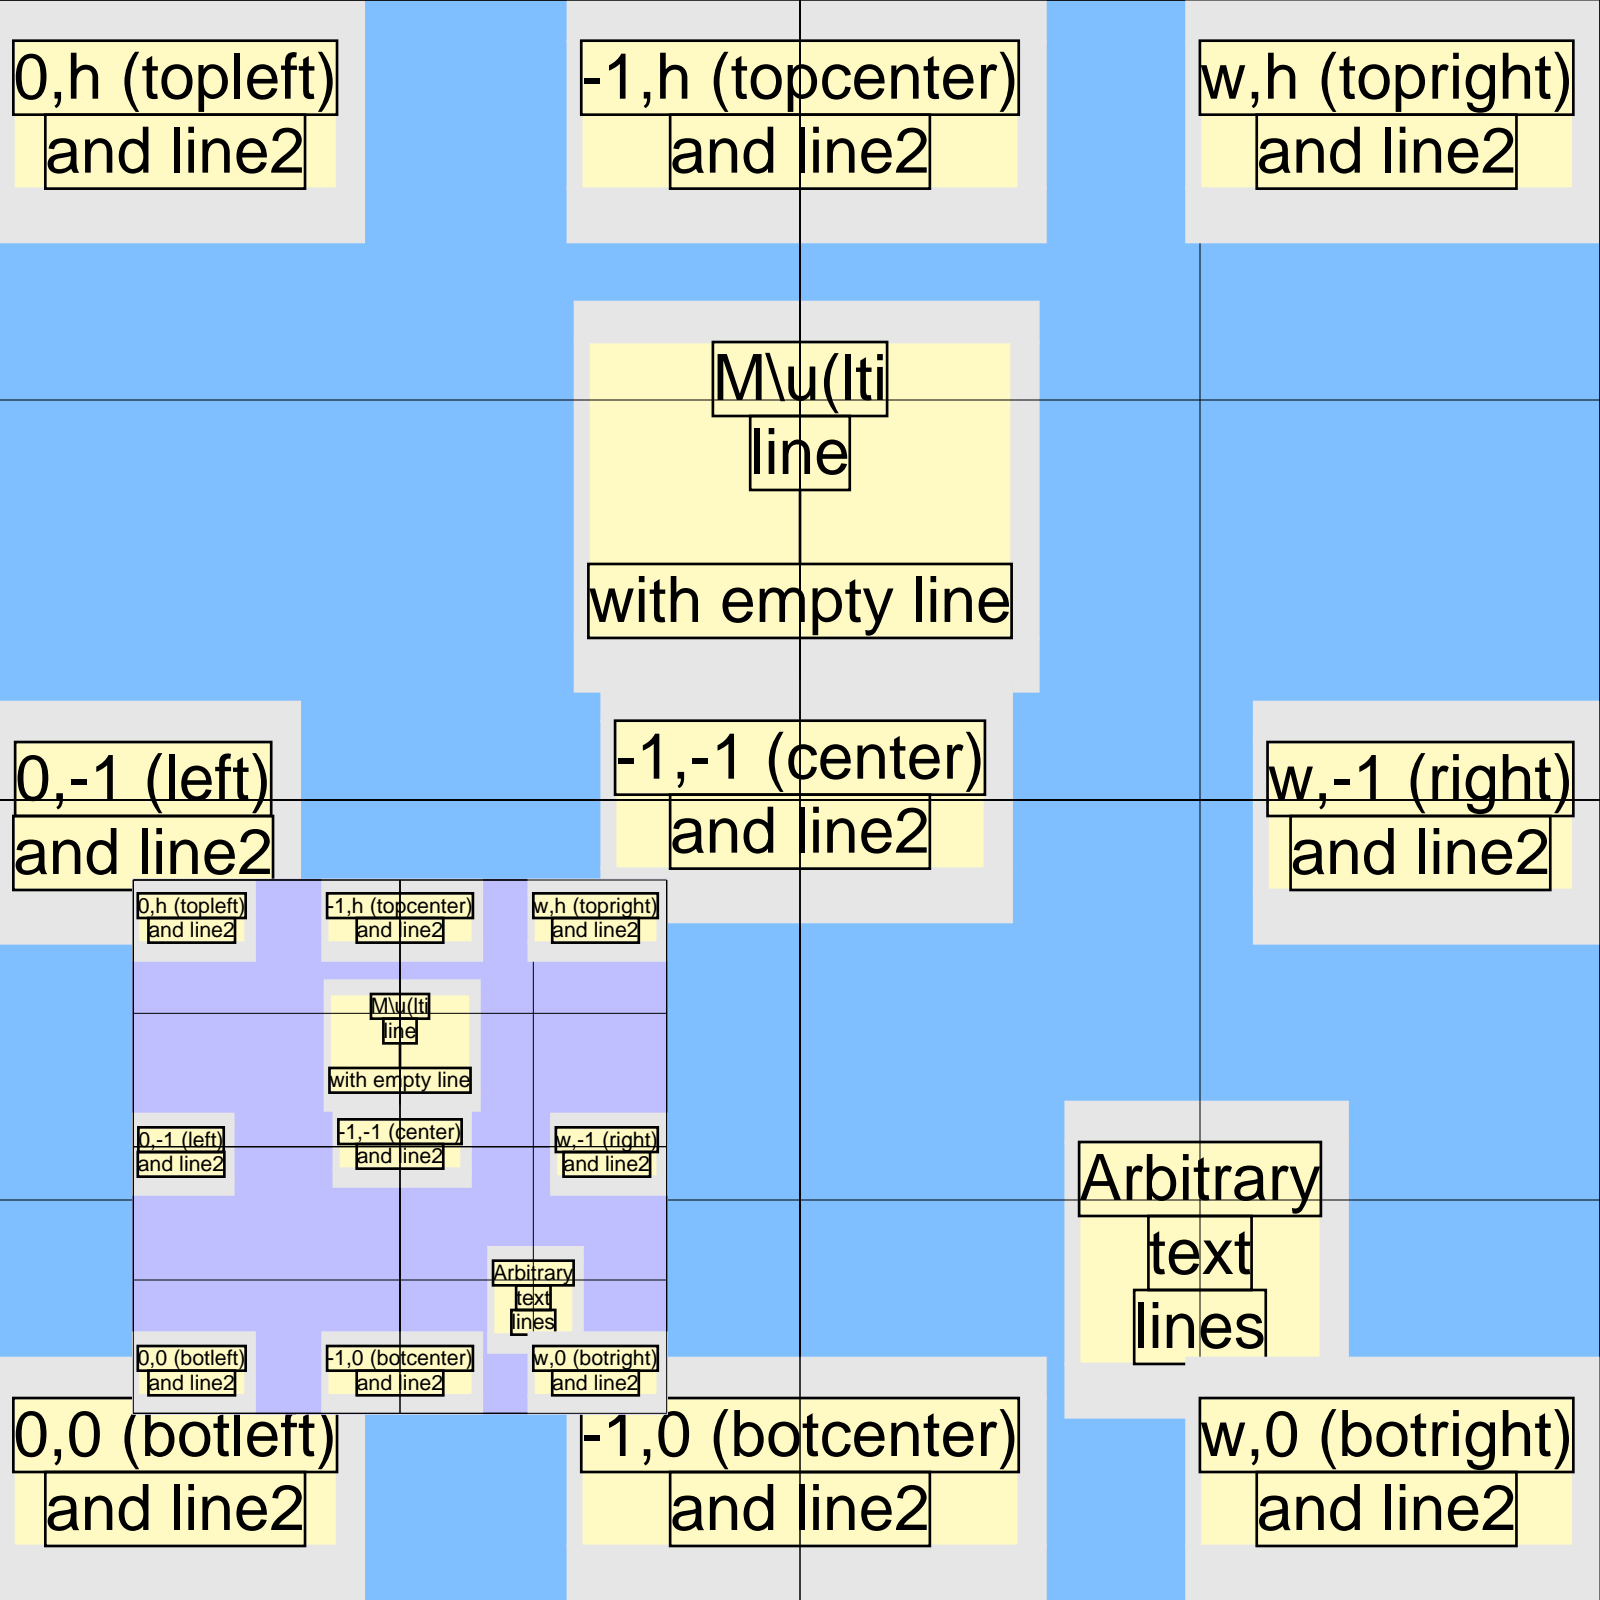 0,h (topleft)
and line2
-1,h (topcenter)
and line2
w,h (topright)
and line2
M\u(lti
line
with empty line
0,-1 (left)
and line2
-1,-1 (center)
and line2
w,-1 (right)
and line2
0,h (topleft)
and line2
-1,h (topcenter)
and line2
w,h (topright)
and line2
M\u(lti
line
with empty line
0,-1 (left)
and line2
-1,-1 (center)
and line2
w,-1 (right)
and line2
Arbitrary
text
lines
0,0 (botleft)
and line2
-1,0 (botcenter)
and line2
w,0 (botright)
and line2
Arbitrary
text
lines
0,0 (botleft)
and line2
-1,0 (botcenter)
and line2
w,0 (botright)
and line2